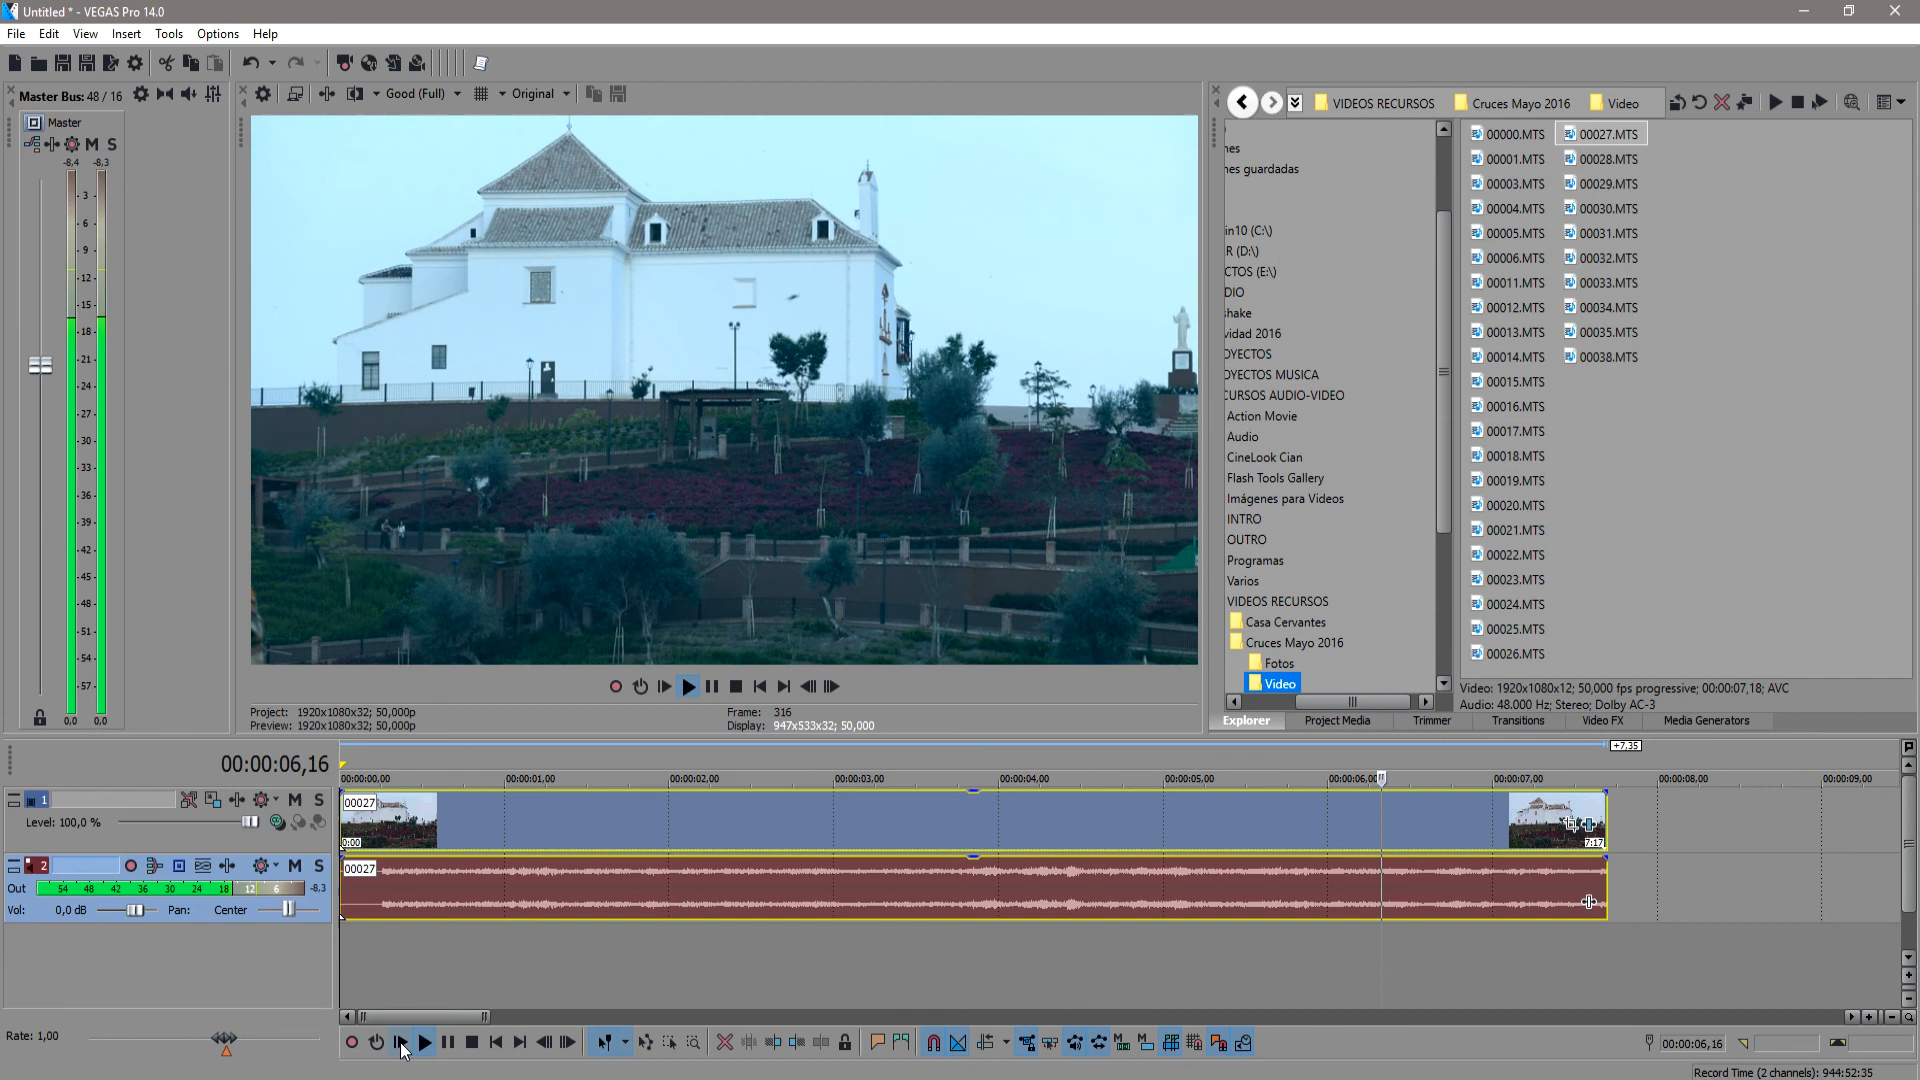 Untitled * - VEGAS Pro 14.0
File Edit View Insert Tools Options Help
Master Bus: 48 / 16
Good (Full) Original
VIDEOS RECURSOS Cruces Mayo 2016 Video
Master
M S
-8,4 -8,3
- 3 -
- 6 -
- 9 -
-12-
-15-
-18-
-21-
-24-
-27-
-30-
-33-
-36-
-39-
-42-
-45-
-48-
-51-
-54-
-57-
0,0 0,0
nes
nes guardadas
in10 (C:\)
R (D:\)
CTOS (E:\)
DIO
shake
vidad 2016
OYECTOS
OYECTOS MUSICA
CURSOS AUDIO-VIDEO
Action Movie
Audio
CineLook Cian
Flash Tools Gallery
Imágenes para Videos
INTRO
OUTRO
Programas
Varios
VIDEOS RECURSOS
Casa Cervantes
Cruces Mayo 2016
Fotos
Video
00000.MTS 00027.MTS
00001.MTS 00028.MTS
00003.MTS 00029.MTS
00004.MTS 00030.MTS
00005.MTS 00031.MTS
00006.MTS 00032.MTS
00011.MTS 00033.MTS
00012.MTS 00034.MTS
00013.MTS 00035.MTS
00014.MTS 00038.MTS
00015.MTS
00016.MTS
00017.MTS
00018.MTS
00019.MTS
00020.MTS
00021.MTS
00022.MTS
00023.MTS
00024.MTS
00025.MTS
00026.MTS
Video: 1920x1080x12; 50,000 fps progressive; 00:00:07,18; AVC
Audio: 48.000 Hz; Stereo; Dolby AC-3
Explorer Project Media Trimmer Transitions Video FX Media Generators
Project: 1920x1080x32; 50,000p
Preview: 1920x1080x32; 50,000p
Frame: 316
Display: 947x533x32; 50,000
00:00:06,16
+7,35
00:00:00,00 00:00:01,00 00:00:02,00 00:00:03,00 00:00:04,00 00:00:05,00 00:00:06,00 00:00:07,00 00:00:08,00 00:00:09,00
1 M S
Level: 100,0 %
00027
0:00 7:17
2 M S
00027
Out 54 48 42 36 30 24 18 12 6 -8,3
Vol: 0,0 dB Pan: Center
Rate: 1,00
00:00:06,16
Record Time (2 channels): 944:52:35